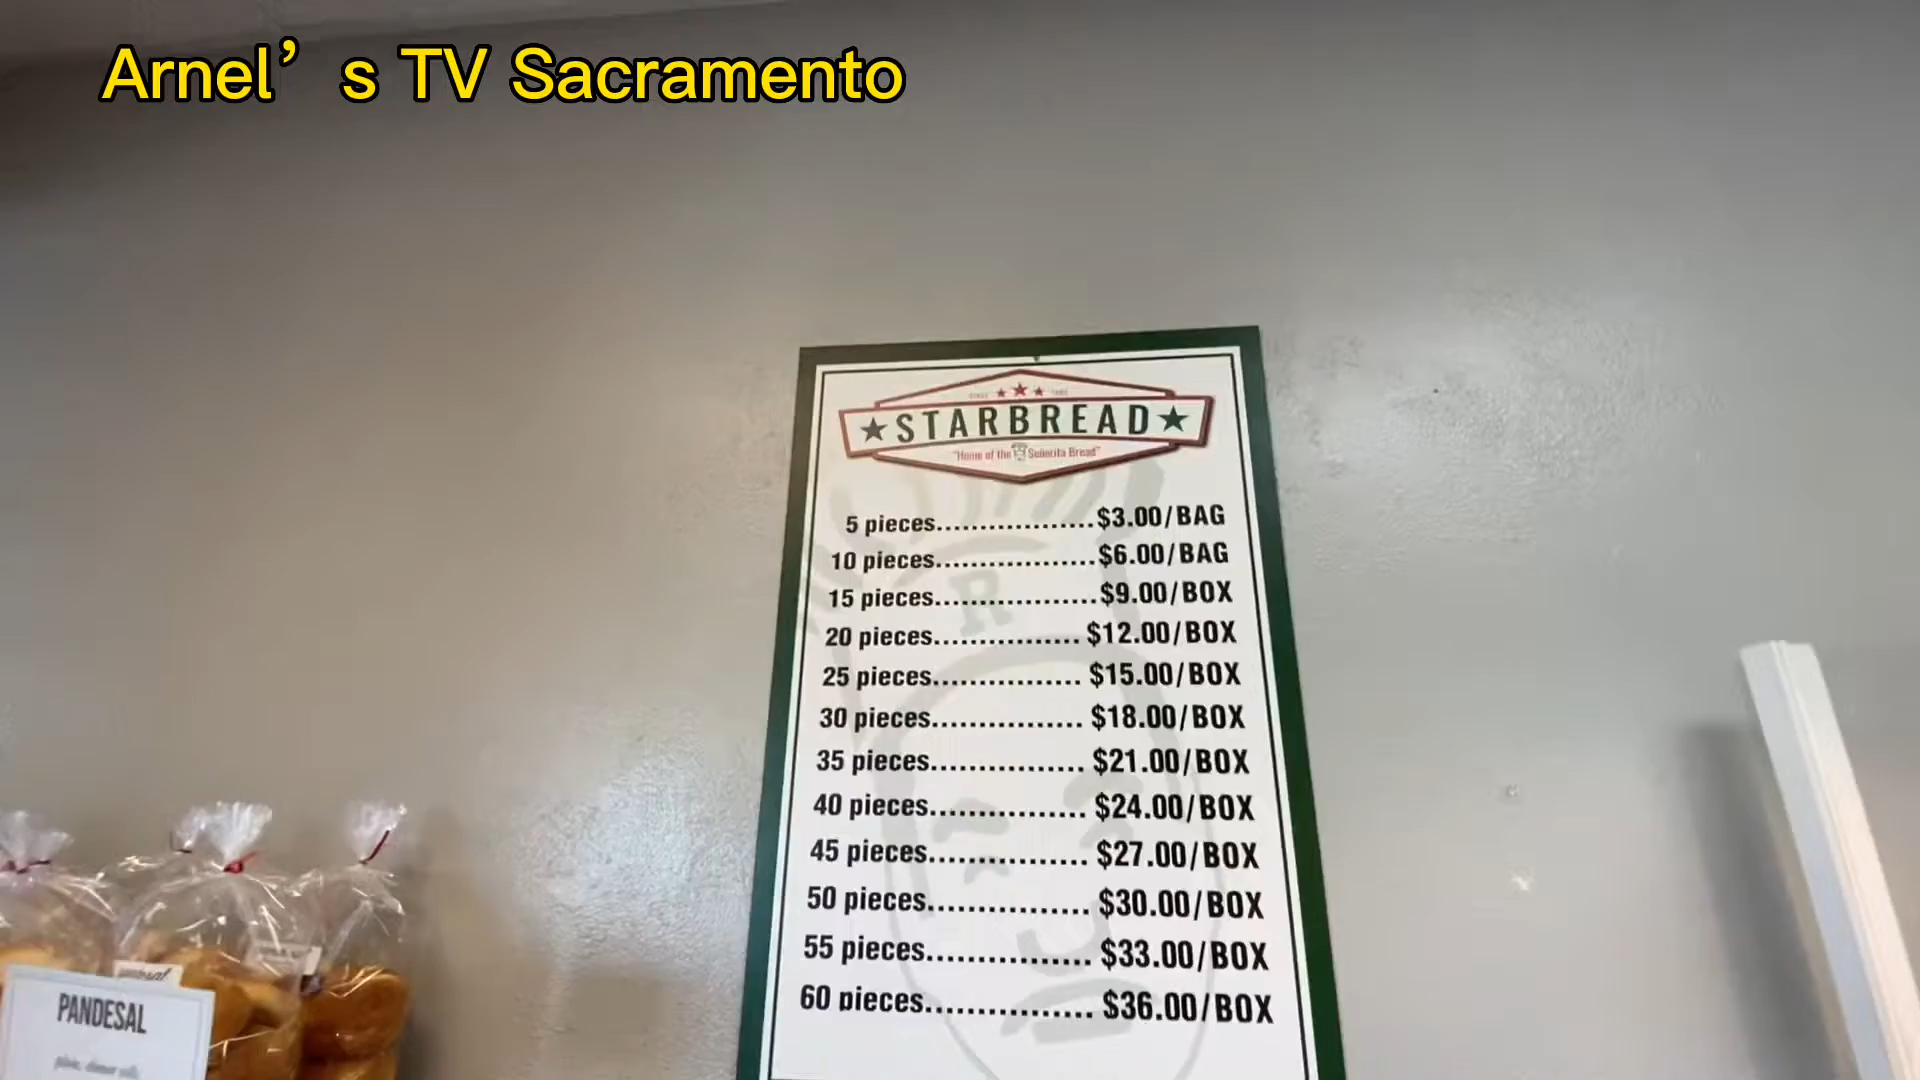 Arnel’s TV Sacramento
★STARBREAD★
"Home of the Señorita Bread"
5 pieces..................$3.00/BAG
10 pieces..................$6.00/BAG
15 pieces..................$9.00/BOX
20 pieces................$12.00/BOX
25 pieces................$15.00/BOX
30 pieces................$18.00/BOX
35 pieces................$21.00/BOX
40 pieces................$24.00/BOX
45 pieces................$27.00/BOX
50 pieces................$30.00/BOX
55 pieces................$33.00/BOX
60 pieces................$36.00/BOX
R
PANDESAL